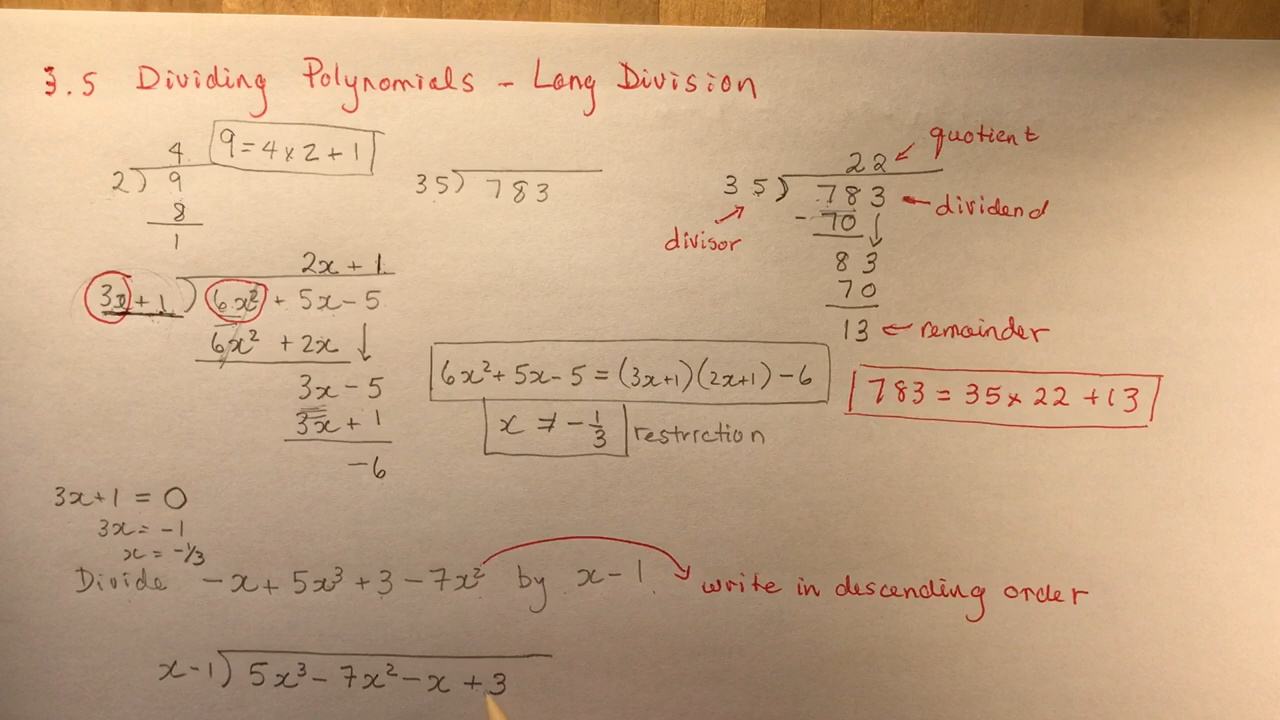 3.5 Dividing Polynomials - Long Division
4
9 = 4 x 2 + 1
2) 9
8
1
35) 783
22 ← quotient
35) 783 ← dividend
divisor
- 70 ↓
83
70
13 ← remainder
783 = 35 x 22 + 13
2x + 1
3x + 1) 6x² + 5x - 5
6x² + 2x ↓
3x - 5
3x + 1
-6
6x² + 5x - 5 = (3x+1)(2x+1) - 6
x ≠ -1/3 restriction
3x+1 = 0
3x = -1
x = -1/3
Divide -x + 5x³ + 3 - 7x² by x - 1. → write in descending order
x - 1) 5x³ - 7x² - x + 3